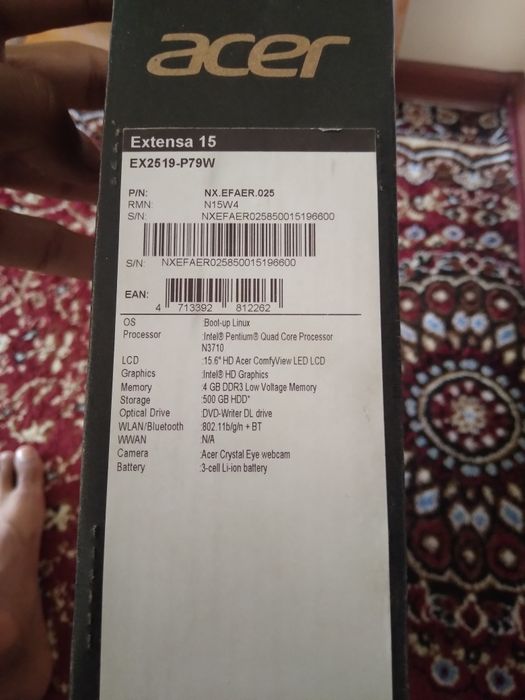 acer
Extensa 15
EX2519-P79W
P/N: NX.EFAER.025
RMN: N15W4
S/N: NXEFAER025850015196600
S/N: NXEFAER025850015196600
EAN: 4 713392 812262
OS :Boot-up Linux
Processor :Intel® Pentium® Quad Core Processor
N3710
LCD :15.6" HD Acer ComfyView LED LCD
Graphics :Intel® HD Graphics
Memory :4 GB DDR3 Low Voltage Memory
Storage :500 GB HDD*
Optical Drive :DVD-Writer DL drive
WLAN/Bluetooth :802.11b/g/n + BT
WWAN :N/A
Camera :Acer Crystal Eye webcam
Battery :3-cell Li-ion battery